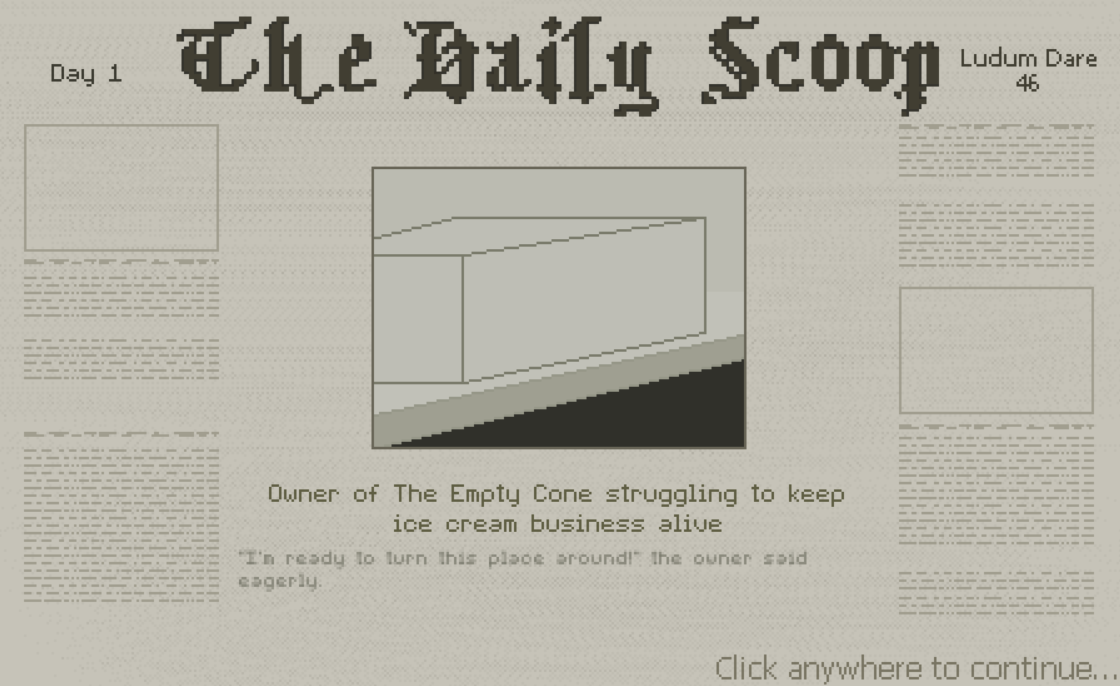 Day 1
The Daily Scoop
Ludum Dare
46
Owner of The Empty Cone struggling to keep
ice cream business alive
"I'm ready to turn this place around!" the owner said
eagerly.
Click anywhere to continue...